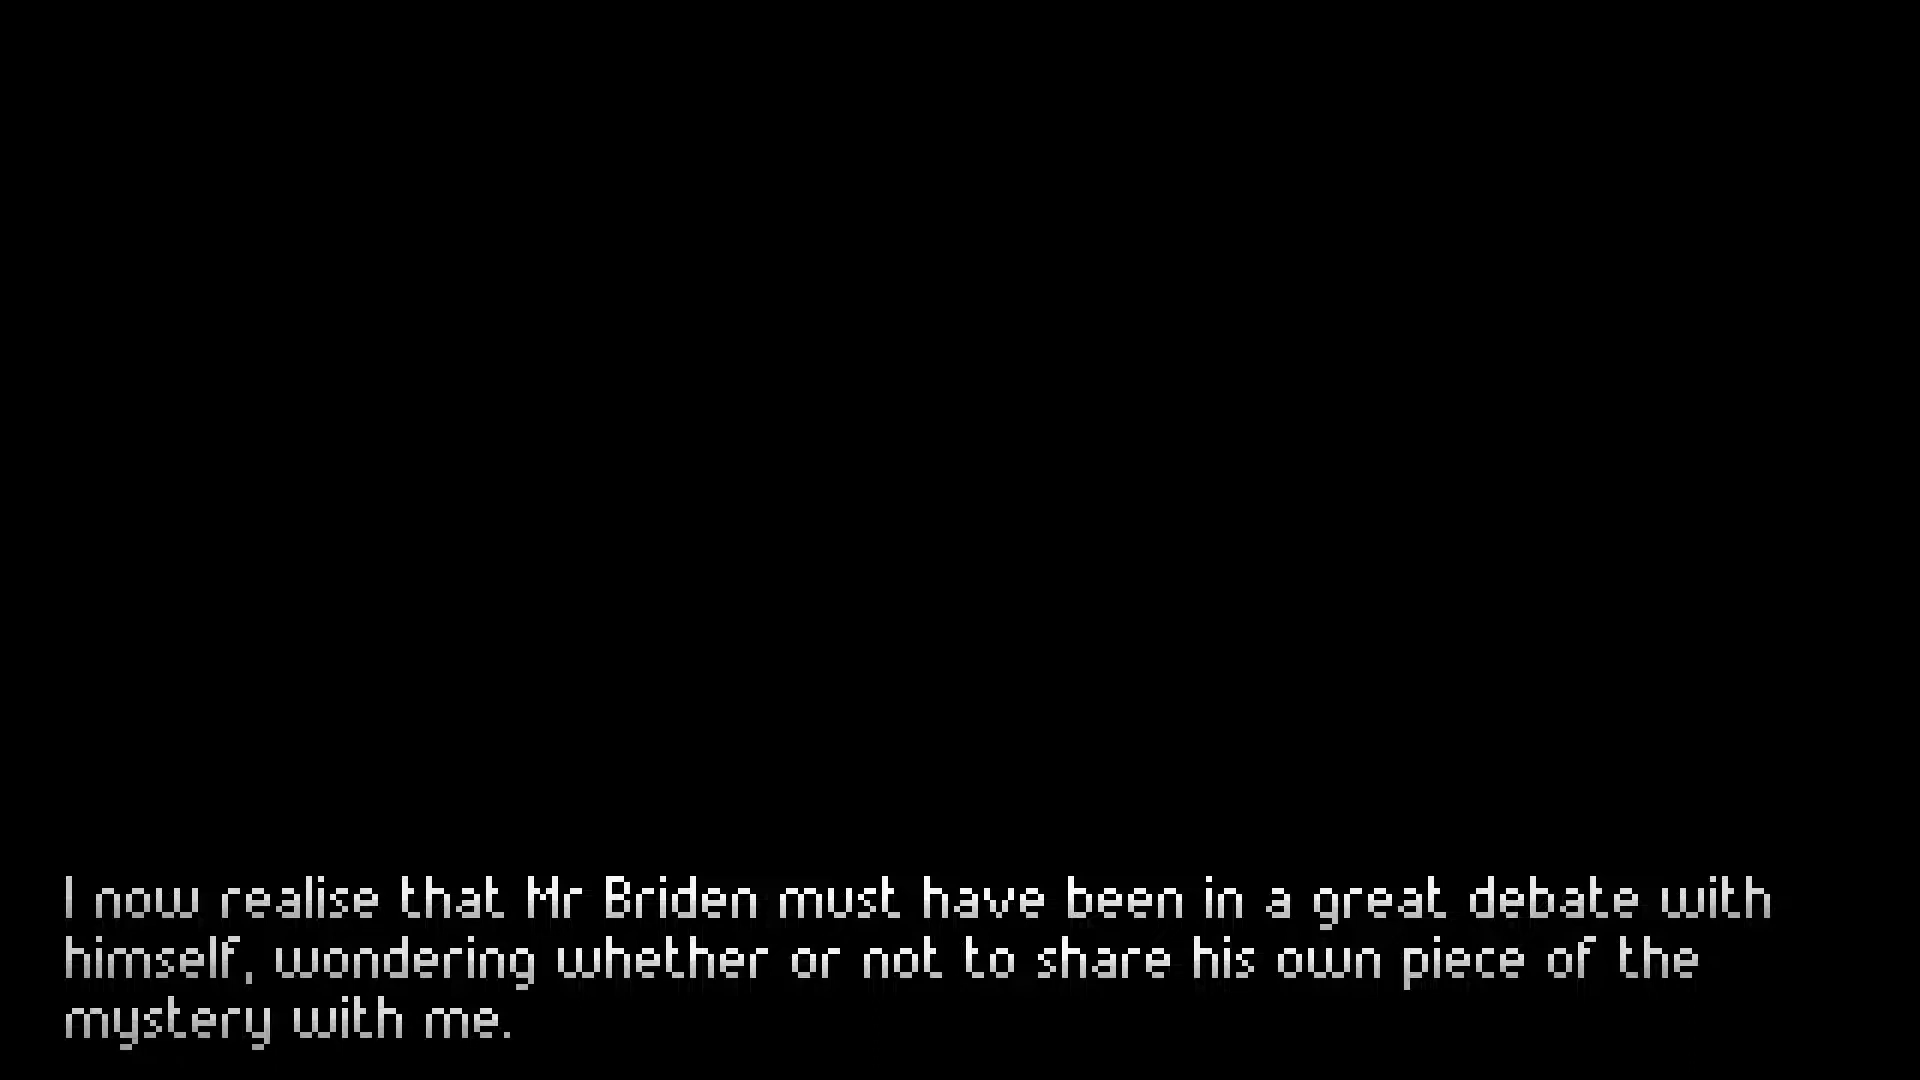 I now realise that Mr Briden must have been in a great debate with
himself, wondering whether or not to share his own piece of the
mystery with me.